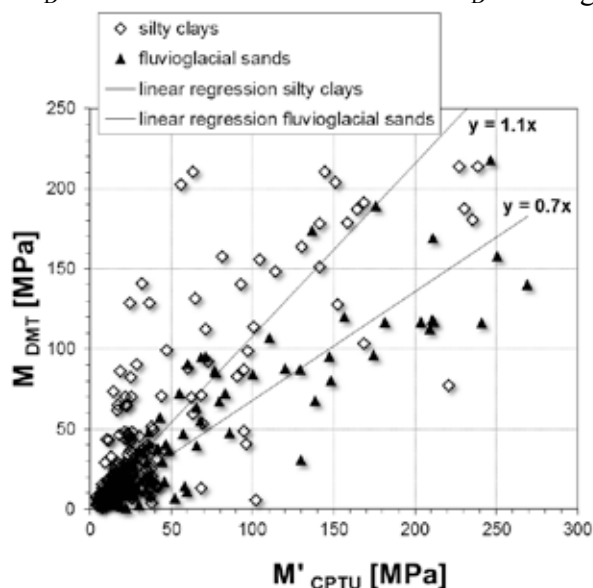 D
D
silty clays
fluvioglacial sands
linear regression silty clays
linear regression fluvioglacial sands
250
200
150
100
50
0
y = 1.1x
y = 0.7x
M DMT [MPa]
0 50 100 150 200 250 300
M' CPTU [MPa]